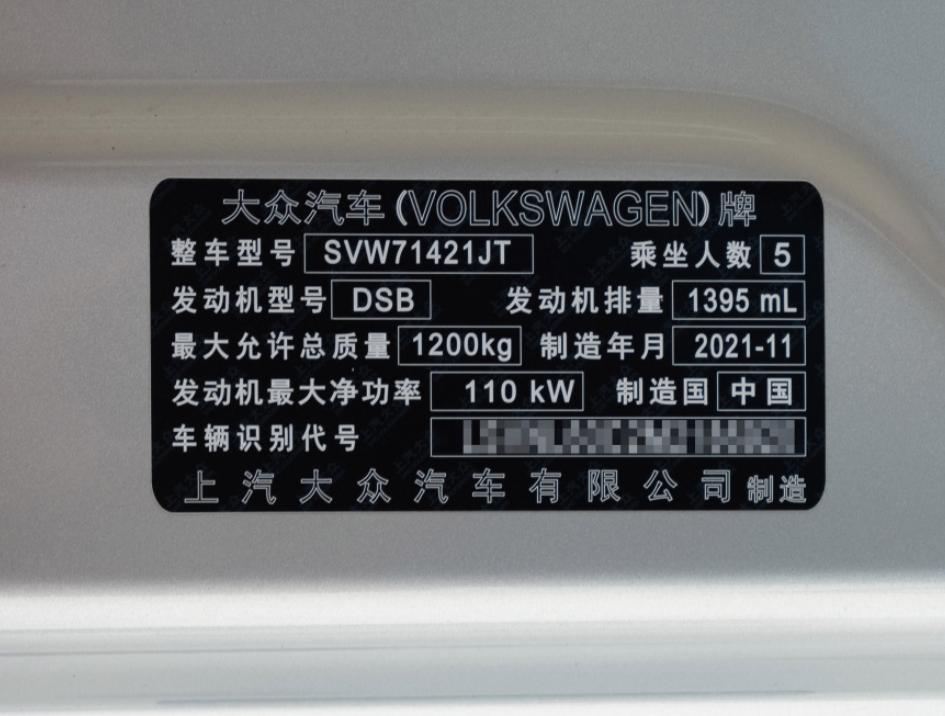 大众汽车(VOLKSWAGEN)牌
整车型号 SVW71421JT 乘坐人数 5
发动机型号 DSB 发动机排量 1395 mL
最大允许总质量 1200kg 制造年月 2021-11
发动机最大净功率 110 kW 制造国 中国
车辆识别代号
上汽大众汽车有限公司制造